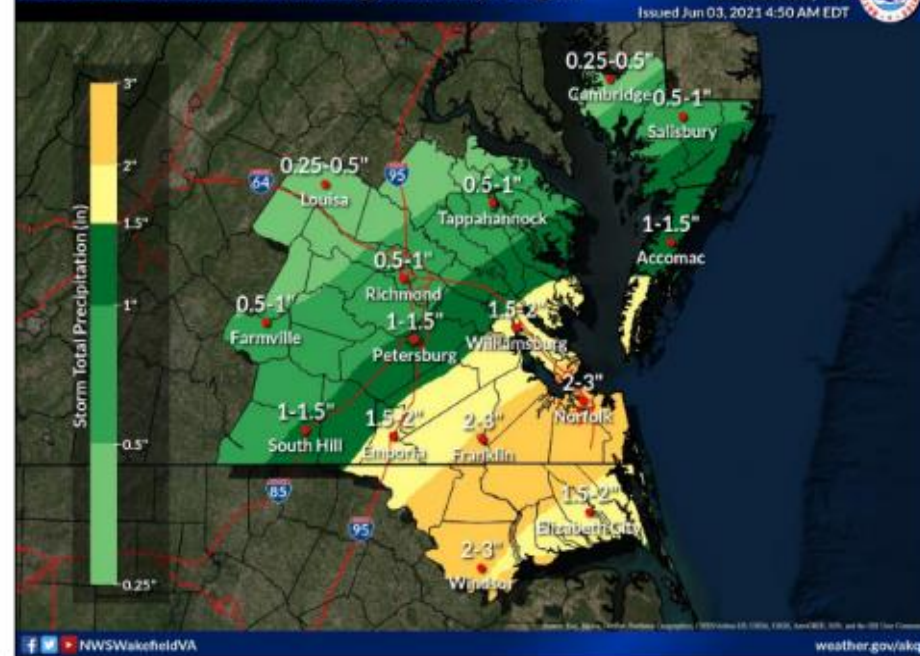 Issued Jun 03, 2021 4:50 AM EDT
Storm Total Precipitation (in)
3"
2"
1.5"
1"
0.5"
0.25"
0.25-0.5"
Cambridge
0.5-1"
Salisbury
0.25-0.5"
Louisa
64
95
0.5-1"
Tappahannock
1-1.5"
Accomac
0.5-1"
Richmond
0.5-1"
Farmville
1-1.5"
Petersburg
1.5-2"
Williamsburg
2-3"
Norfolk
1-1.5"
South Hill
1.5-2"
Emporia
2-3"
Franklin
85
95
1.5-2"
Elizabeth City
2-3"
Windsor
NWSWakefieldVA
weather.gov/akq